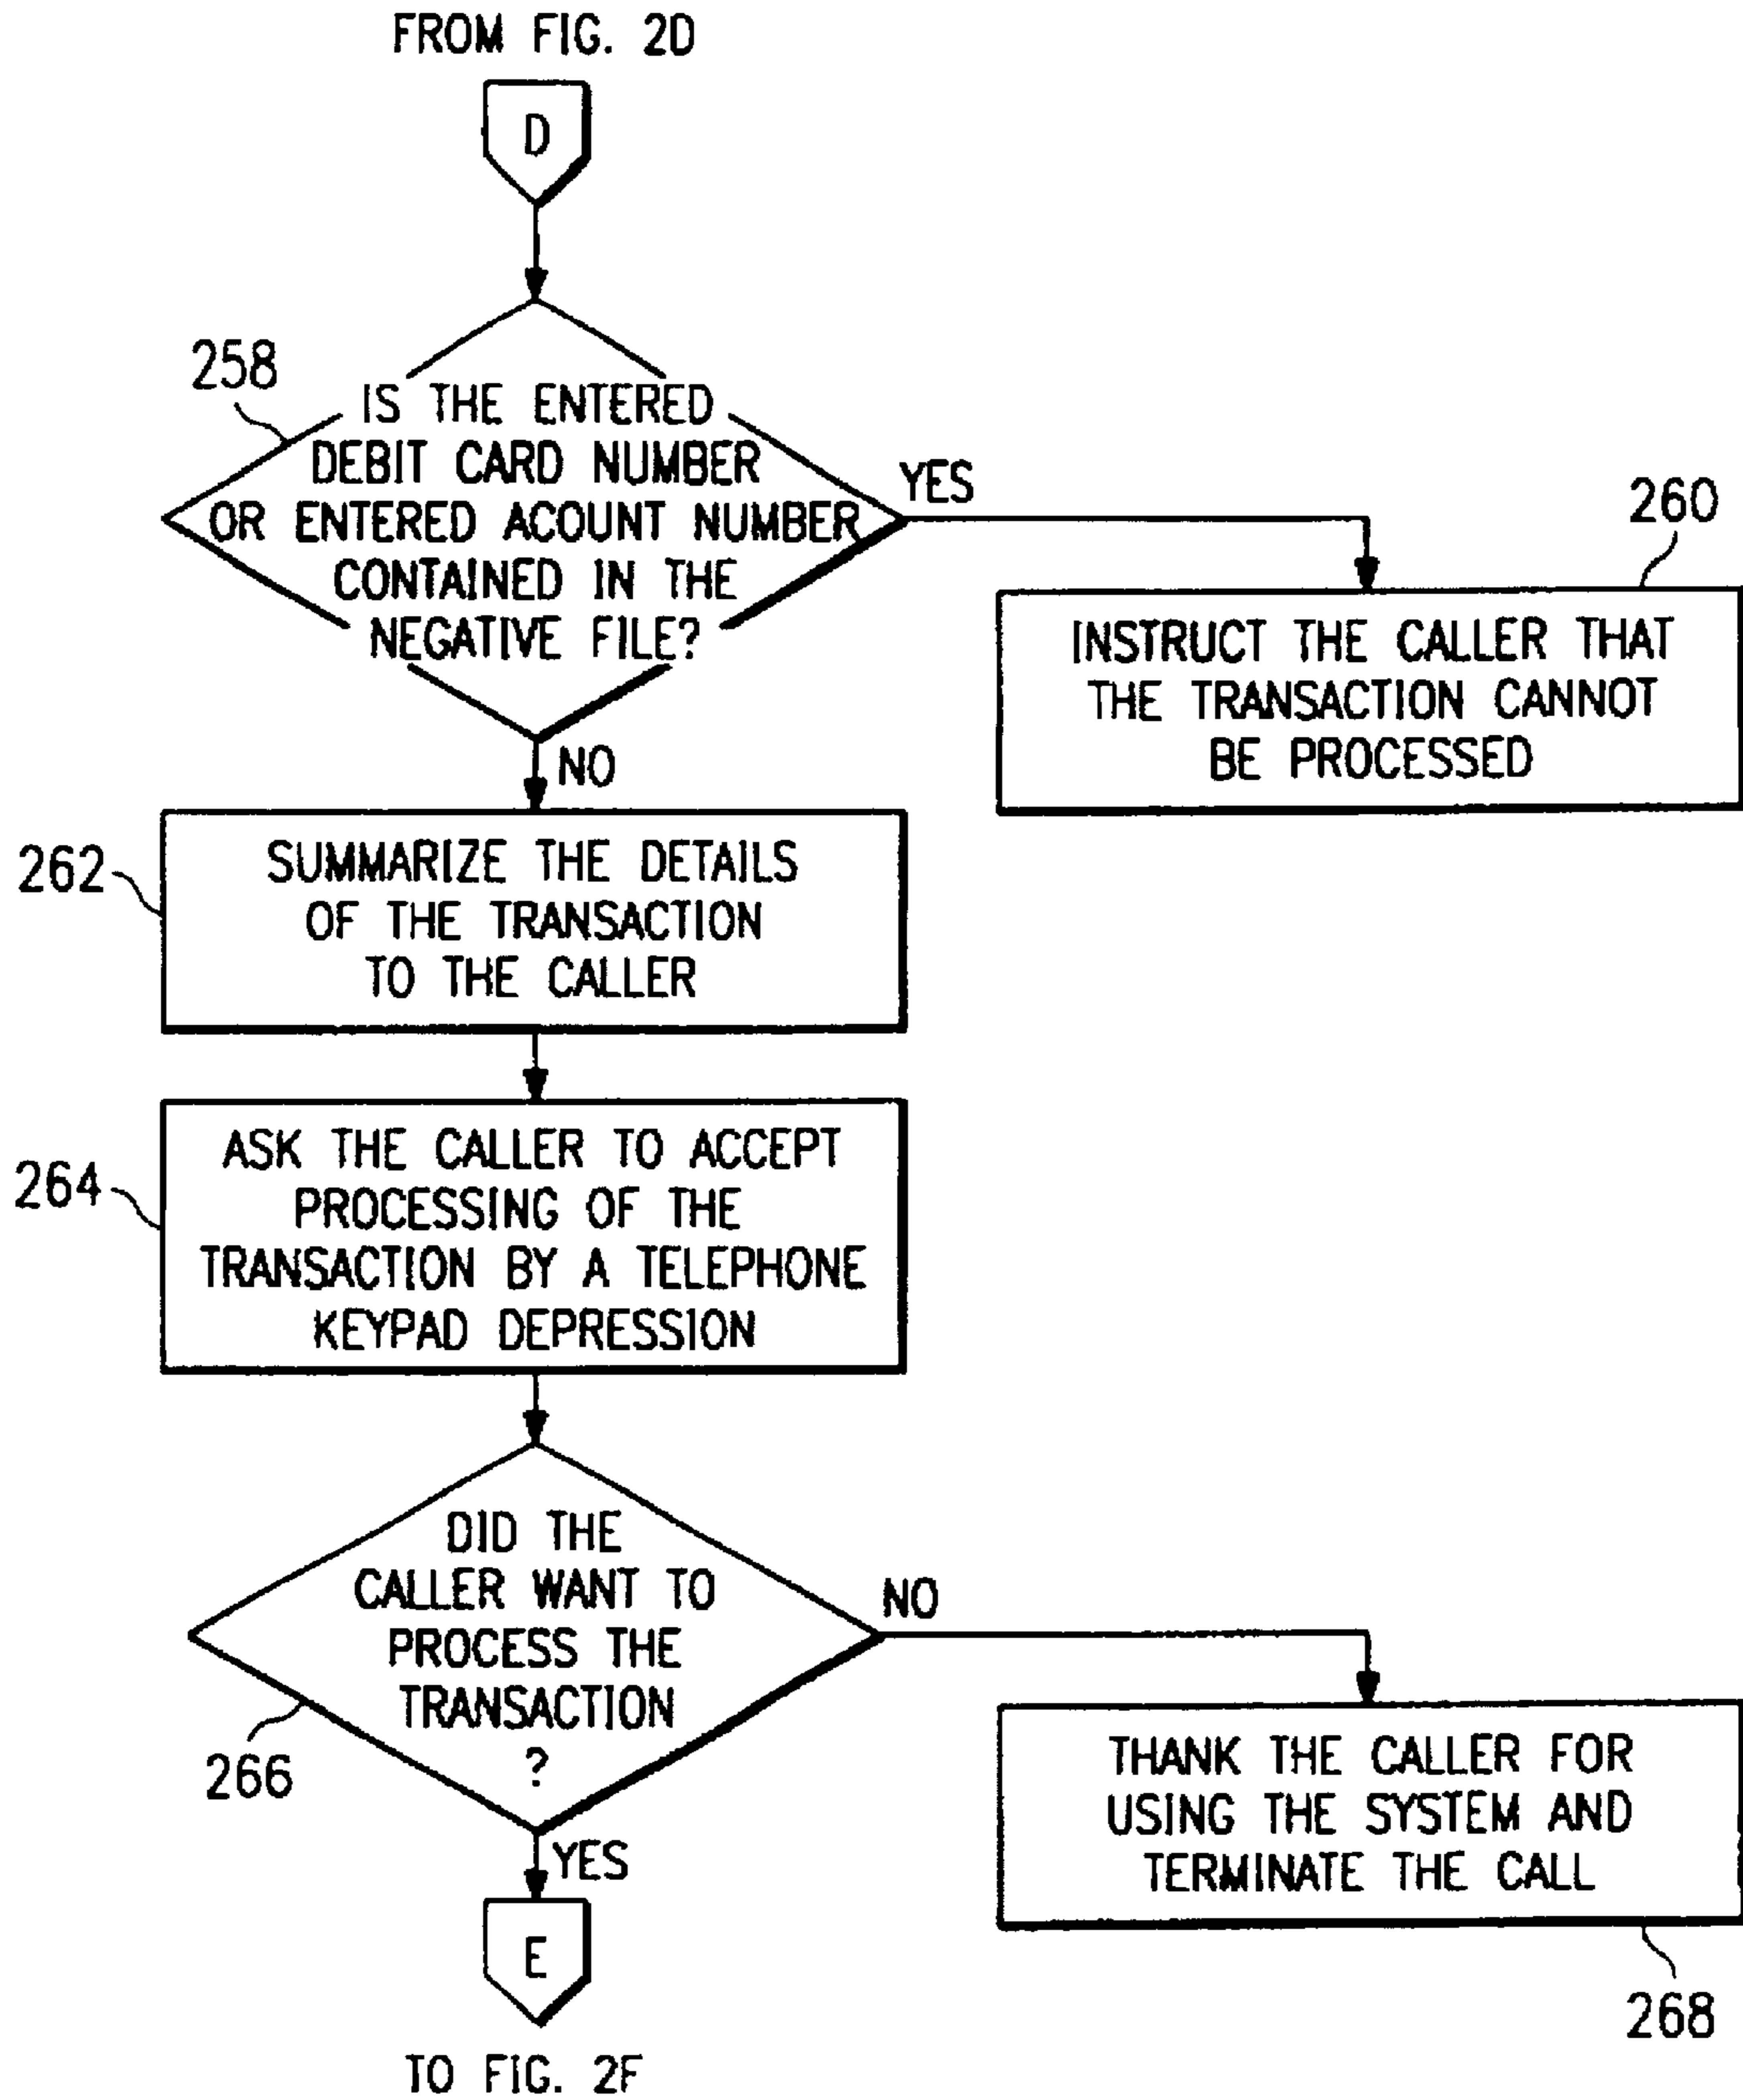 FROM FIG. 2D
D
258
IS THE ENTERED
DEBIT CARD NUMBER
OR ENTERED ACOUNT NUMBER
CONTAINED IN THE
NEGATIVE FILE?
YES
260
INSTRUCT THE CALLER THAT
THE TRANSACTION CANNOT
BE PROCESSED
NO
262
SUMMARIZE THE DETAILS
OF THE TRANSACTION
TO THE CALLER
264
ASK THE CALLER TO ACCEPT
PROCESSING OF THE
TRANSACTION BY A TELEPHONE
KEYPAD DEPRESSION
DID THE
CALLER WANT TO
PROCESS THE
TRANSACTION
?
266
NO
THANK THE CALLER FOR
USING THE SYSTEM AND
TERMINATE THE CALL
268
YES
E
TO FIG. 2F